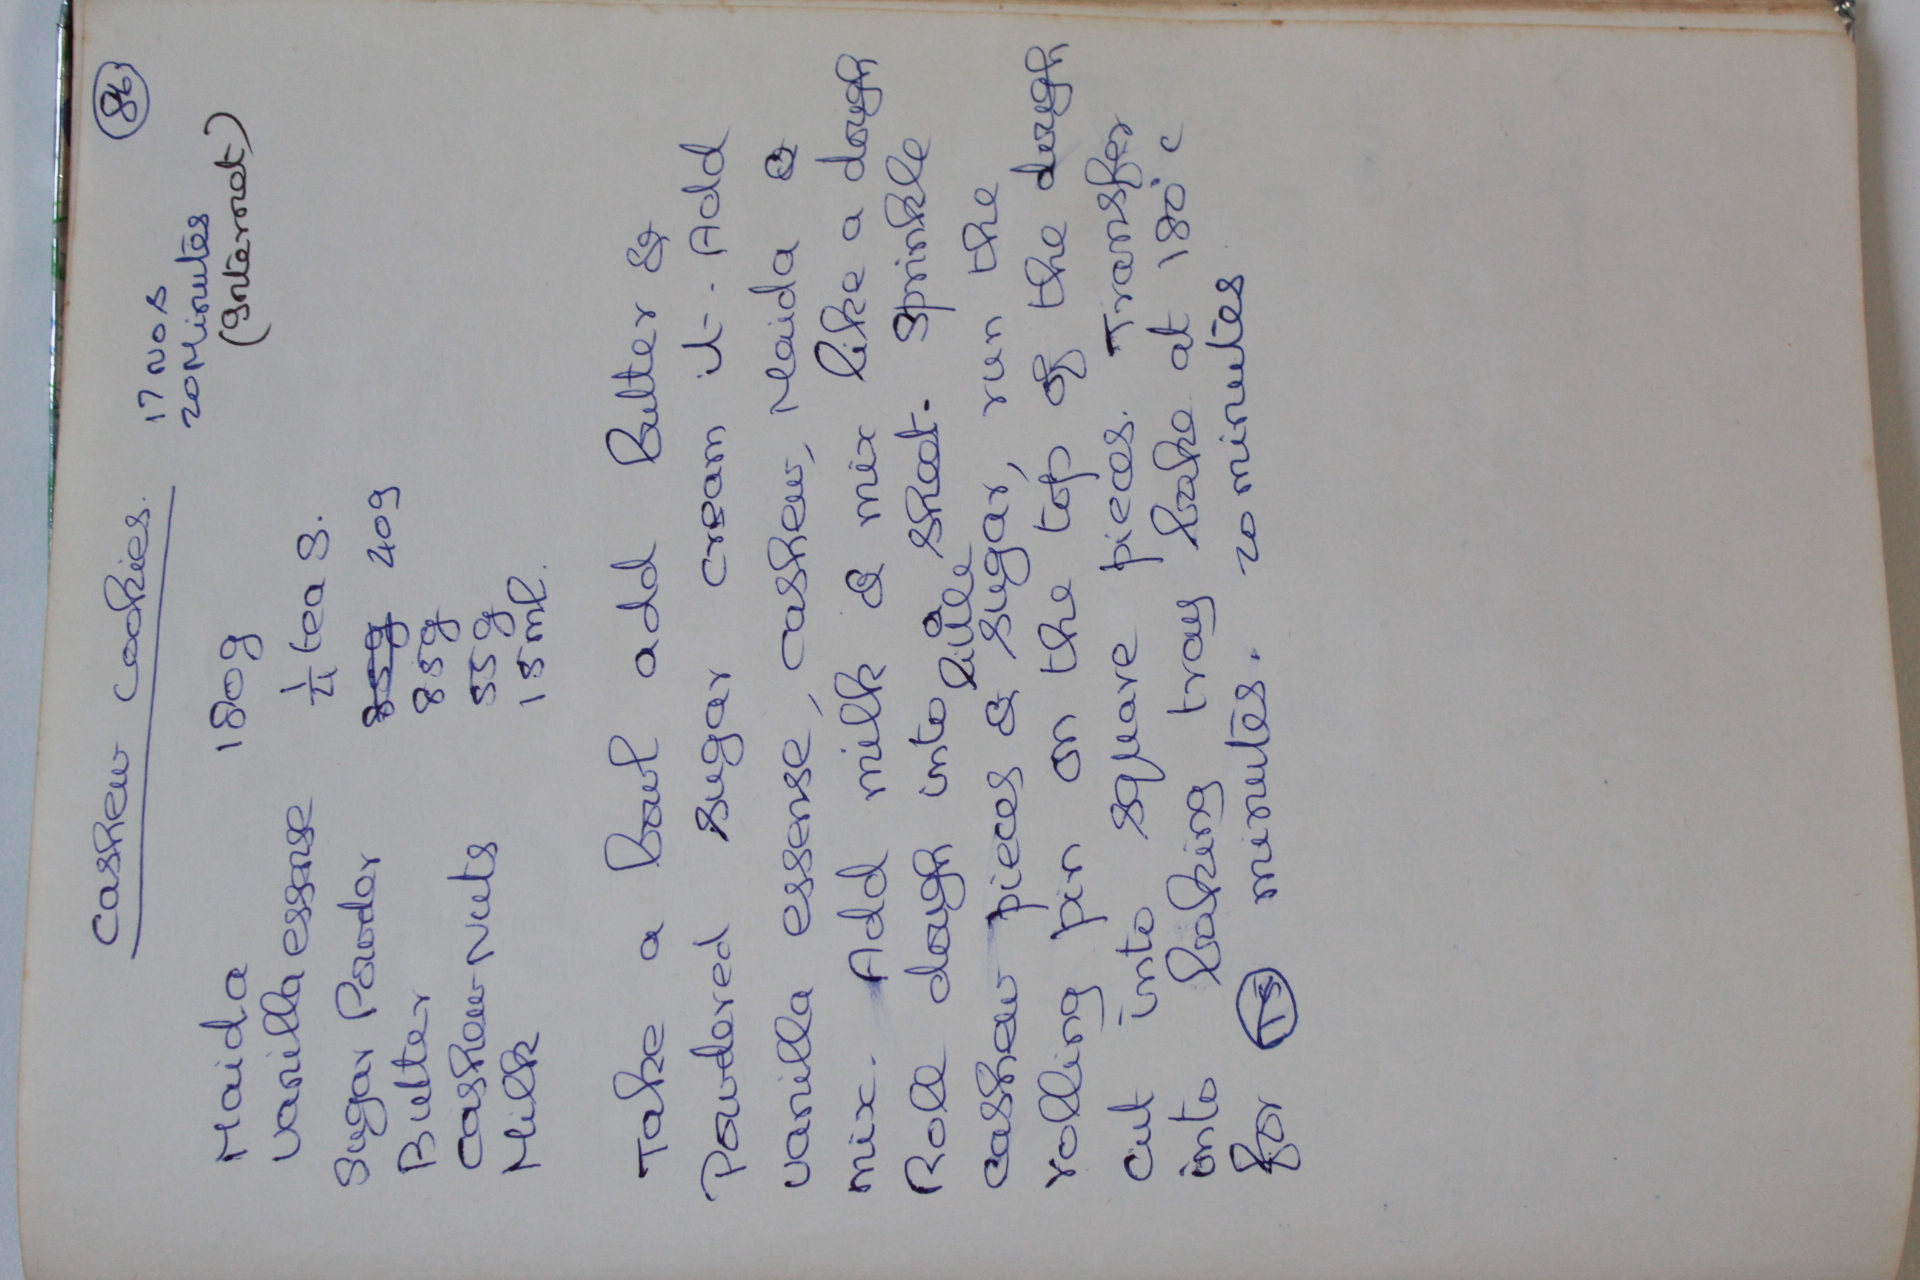 86
Cashew Cookies.
17 Nos
20 Minutes
(Internet)
Maida 180g
Vanilla essnse 1/4 tea s.
Sugar Powder 85g 40g
Butter 85g
Cashew-Nuts 55g
Milk 15ml.
Take a bowl add Butter &
Powdered sugar cream it. Add
vanilla essense, cashew, Maida &
mix. Add milk & mix like a dough
Roll dough into a sheet. Sprinkle
cashew pieces & little sugar, run the
rolling pin on the top of the dough
cut into square pieces. Transfer
into baking tray bake at 180°c
for 15 minutes. 20 minutes